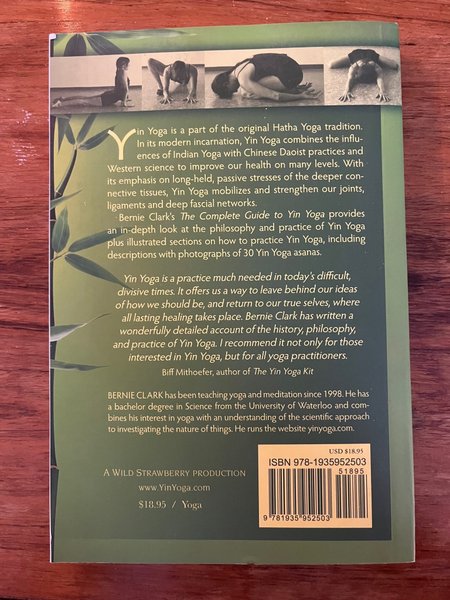 Yin Yoga is a part of the original Hatha Yoga tradition.
In its modern incarnation, Yin Yoga combines the influ-
ences of Indian Yoga with Chinese Daoist practices and
Western science to improve our health on many levels. With
its emphasis on long-held, passive stresses of the deeper con-
nective tissues, Yin Yoga mobilizes and strengthen our joints,
ligaments and deep fascial networks.
Bernie Clark's The Complete Guide to Yin Yoga provides
an in-depth look at the philosophy and practice of Yin Yoga
plus illustrated sections on how to practice Yin Yoga, including
descriptions with photographs of 30 Yin Yoga asanas.
Yin Yoga is a practice much needed in today's difficult,
divisive times. It offers us a way to leave behind our ideas
of how we should be, and return to our true selves, where
all lasting healing takes place. Bernie Clark has written a
wonderfully detailed account of the history, philosophy,
and practice of Yin Yoga. I recommend it not only for those
interested in Yin Yoga, but for all yoga practitioners.
Biff Mithoefer, author of The Yin Yoga Kit
BERNIE CLARK has been teaching yoga and meditation since 1998. He has
a bachelor degree in Science from the University of Waterloo and com-
bines his interest in yoga with an understanding of the scientific approach
to investigating the nature of things. He runs the website yinyoga.com.
A WILD STRAWBERRY PRODUCTION
www.YinYoga.com
$18.95 / Yoga
USD $18.95
ISBN 978-1935952503
51895
9 781935 952503